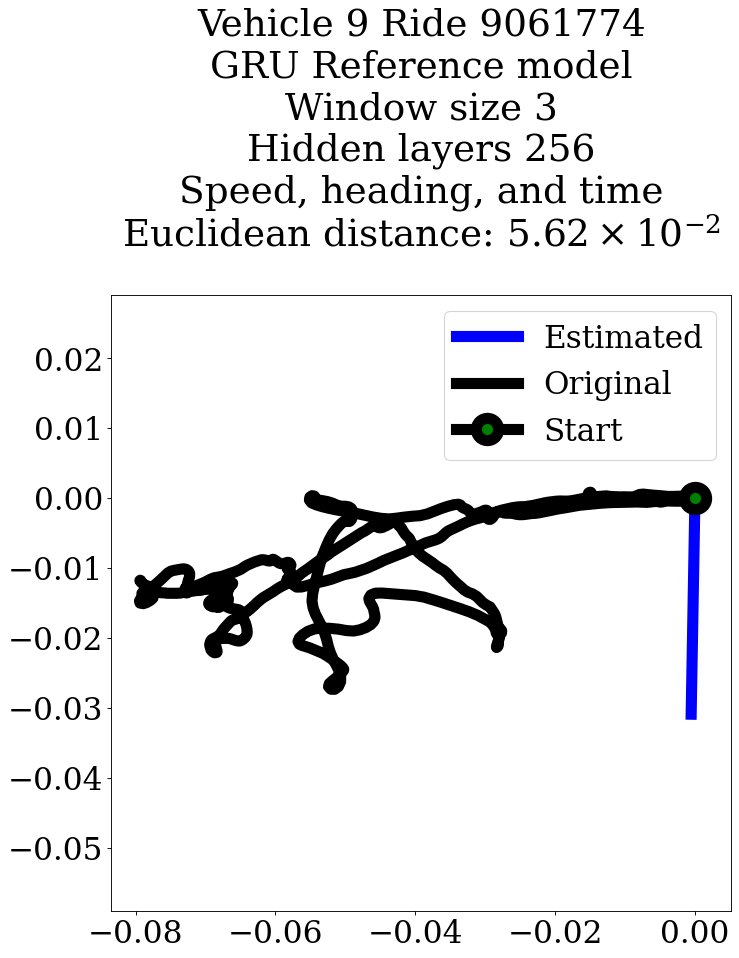 Vehicle 9 Ride 9061774
GRU Reference model
Window size 3
Hidden layers 256
Speed, heading, and time
Euclidean distance: 5.62 × 10⁻²
Estimated
Original
Start
0.02
0.01
0.00
−0.01
−0.02
−0.03
−0.04
−0.05
−0.08 −0.06 −0.04 −0.02 0.00